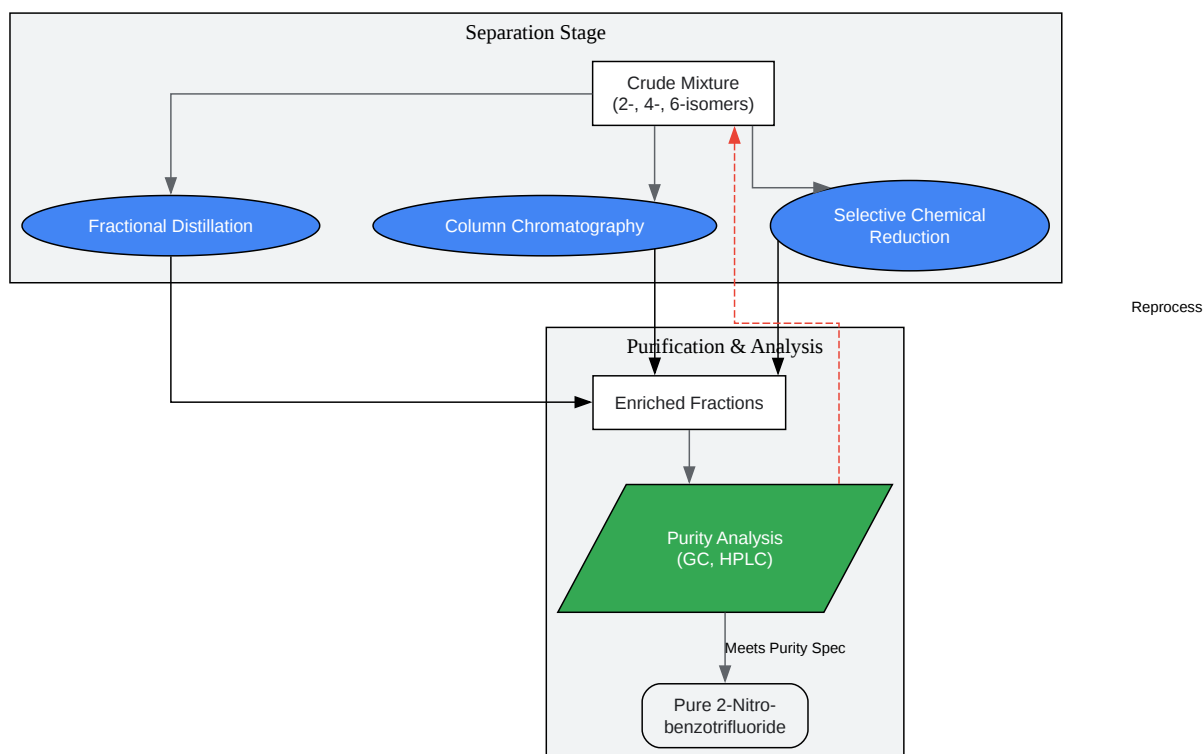 Separation Stage
Crude Mixture
(2-, 4-, 6-isomers)
Fractional Distillation
Column Chromatography
Selective Chemical
Reduction
Reprocess
Purification & Analysis
Enriched Fractions
Purity Analysis
(GC, HPLC)
Meets Purity Spec
Pure 2-Nitro-
benzotrifluoride